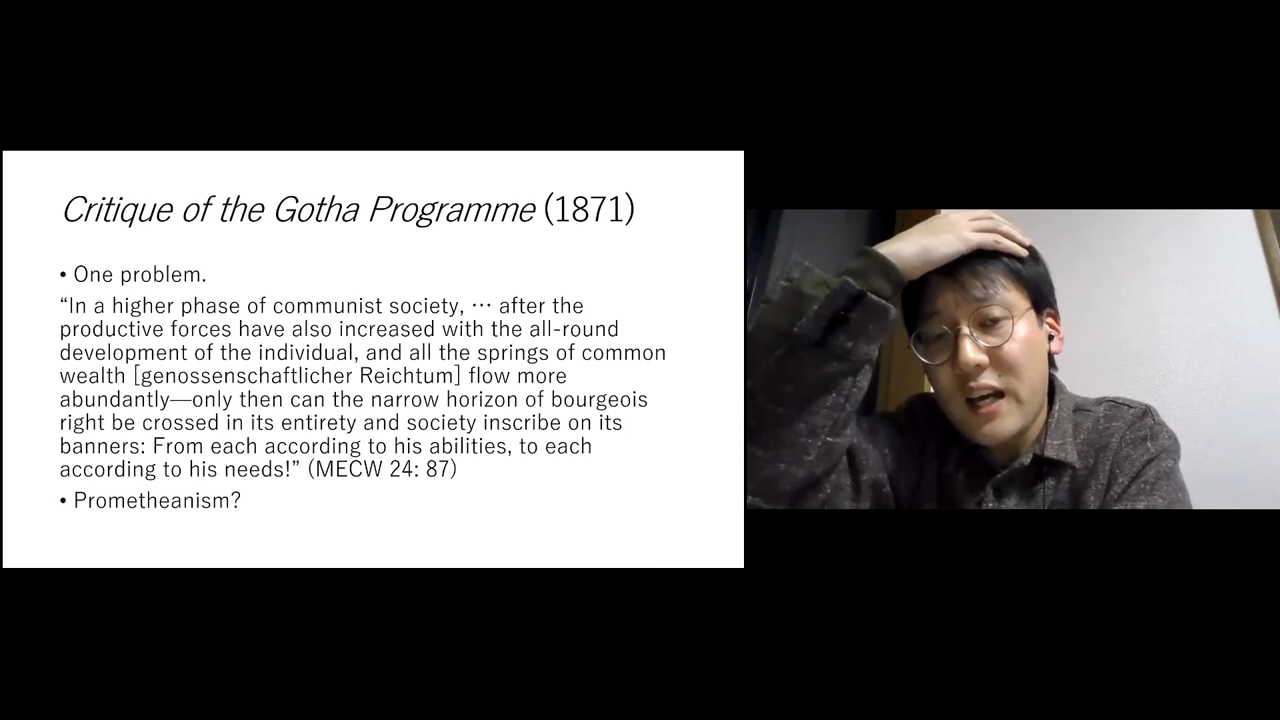 Critique of the Gotha Programme (1871)
• One problem.
“In a higher phase of communist society, ··· after the
productive forces have also increased with the all-round
development of the individual, and all the springs of common
wealth [genossenschaftlicher Reichtum] flow more
abundantly—only then can the narrow horizon of bourgeois
right be crossed in its entirety and society inscribe on its
banners: From each according to his abilities, to each
according to his needs!” (MECW 24: 87)
• Prometheanism?